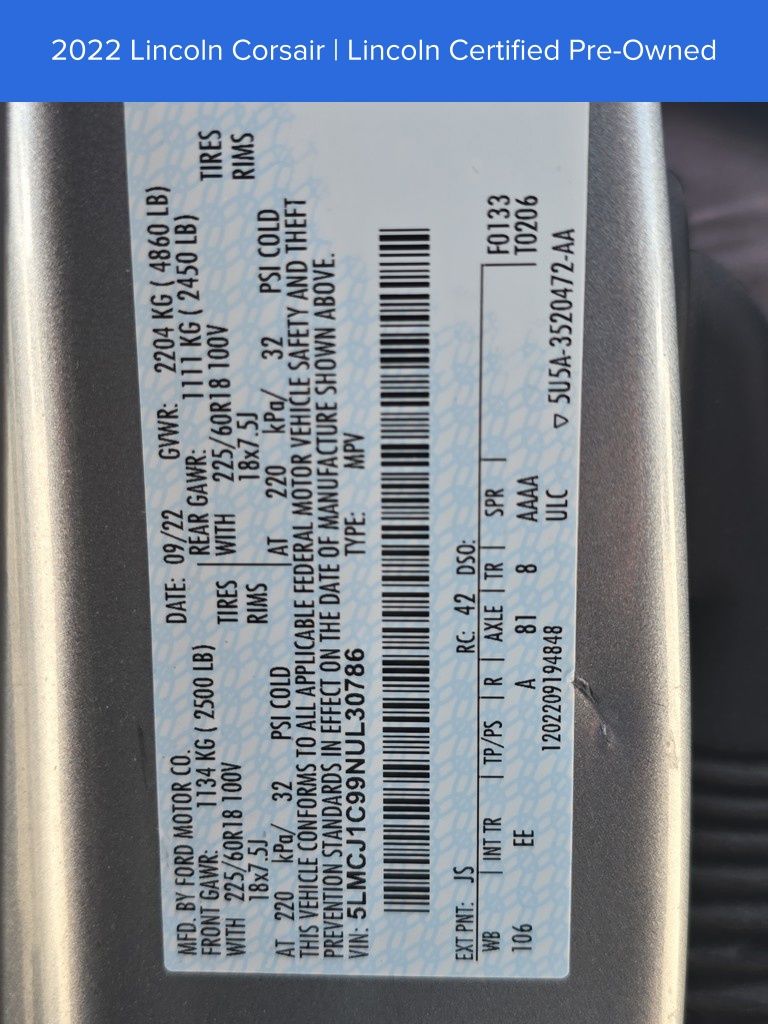 2022 Lincoln Corsair | Lincoln Certified Pre-Owned
MFD. BY FORD MOTOR CO.
DATE: 09/22 GVWR: 2204 KG ( 4860 LB)
FRONT GAWR: 1134 KG ( 2500 LB)
REAR GAWR: 1111 KG ( 2450 LB)
WITH 225/60R18 100V TIRES
WITH 225/60R18 100V TIRES
18x7.5J RIMS
18x7.5J RIMS
AT 220 kPa/ 32 PSI COLD
AT 220 kPa/ 32 PSI COLD
THIS VEHICLE CONFORMS TO ALL APPLICABLE FEDERAL MOTOR VEHICLE SAFETY AND THEFT
PREVENTION STANDARDS IN EFFECT ON THE DATE OF MANUFACTURE SHOWN ABOVE.
VIN: 5LMCJ1C99NUL30786 TYPE: MPV
EXT PNT: JS RC: 42 DSO:
WB | INT TR | TP/PS | R | AXLE | TR | SPR | F0133
106 EE A 81 8 AAAA T0206
1202209194848 ULC
▽ 5U5A-3520472-AA